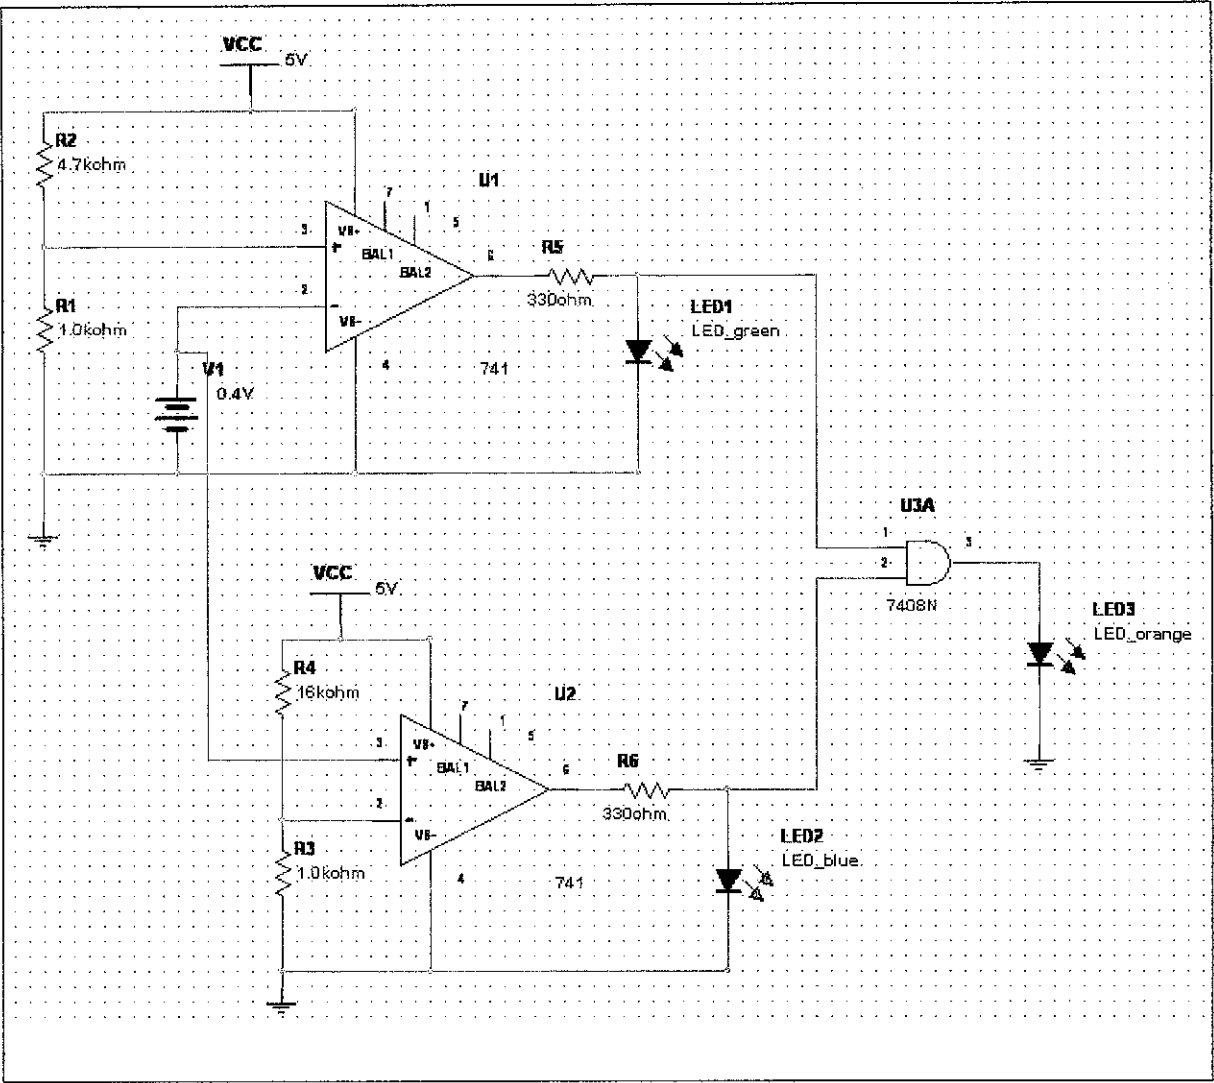 VCC
5V
R2
4.7kohm
U1
7
1
5
3
VS+
BAL1
BAL2
6
R5
330ohm
2
VS-
R1
1.0kohm
LED1
LED_green
4
741
V1
0.4V
U3A
1
2
3
7408N
VCC
5V
LED3
LED_orange
R4
16kohm
U2
7
1
5
3
VS+
BAL1
BAL2
6
R6
330ohm
2
VS-
R3
1.0kohm
LED2
LED_blue
4
741